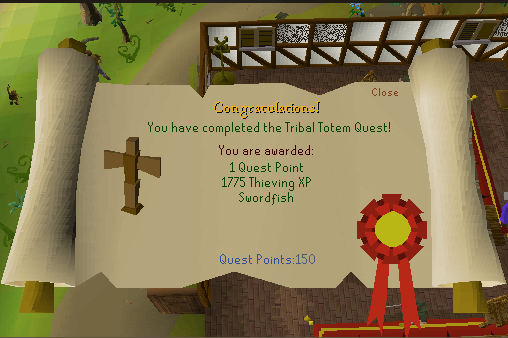 Close
Congratulations!
You have completed the Tribal Totem Quest!
You are awarded:
1 Quest Point
1775 Thieving XP
Swordfish
Quest Points:150